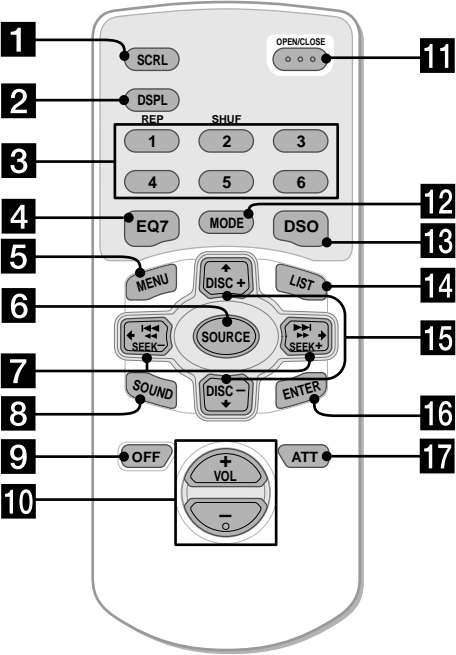 1
SCRL
OPEN/CLOSE
11
2
DSPL
REP
SHUF
3
1
2
3
4
5
6
4
EQ7
MODE
DSO
12
13
5
MENU
DISC +
LIST
14
6
SOURCE
15
7
SEEK−
SEEK+
8
SOUND
DISC −
ENTER
16
9
OFF
ATT
17
10
+
VOL
−